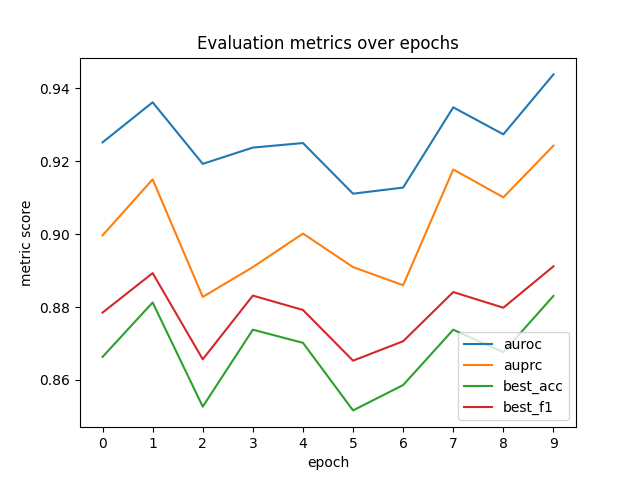 Evaluation metrics over epochs
metric score
0.94
0.92
0.90
0.88
0.86
auroc
auprc
best_acc
best_f1
0 1 2 3 4 5 6 7 8 9
epoch